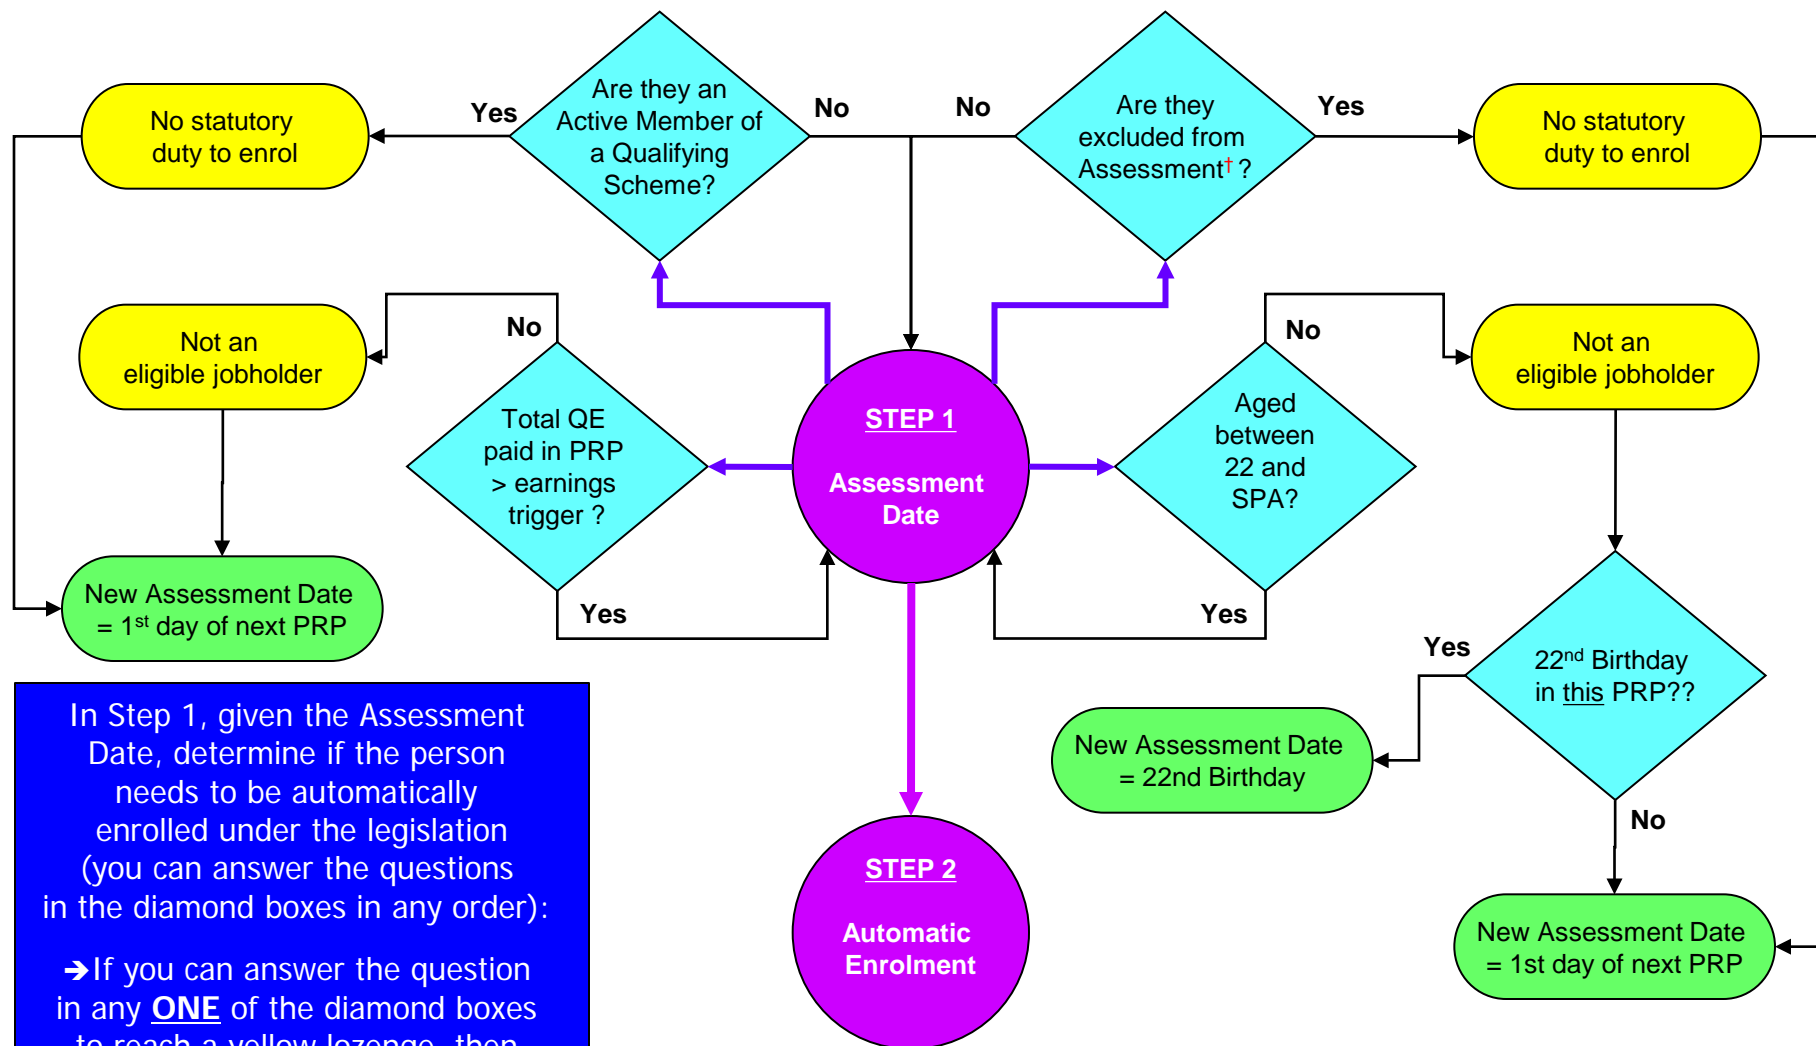 Are they an
Active Member of
a Qualifying
Scheme?
Yes
No
No statutory
duty to enrol
Are they
excluded from
Assessment†?
No
Yes
No statutory
duty to enrol
Not an
eligible jobholder
No
Total QE
paid in PRP
> earnings
trigger ?
Yes
New Assessment Date
= 1st day of next PRP
STEP 1
Assessment
Date
Aged
between
22 and
SPA?
No
Yes
Not an
eligible jobholder
22nd Birthday
in this PRP??
Yes
New Assessment Date
= 22nd Birthday
No
New Assessment Date
= 1st day of next PRP
STEP 2
Automatic
Enrolment
In Step 1, given the Assessment
Date, determine if the person
needs to be automatically
enrolled under the legislation
(you can answer the questions
in the diamond boxes in any order):
➔If you can answer the question
in any ONE of the diamond boxes
to reach a yellow lozenge, then